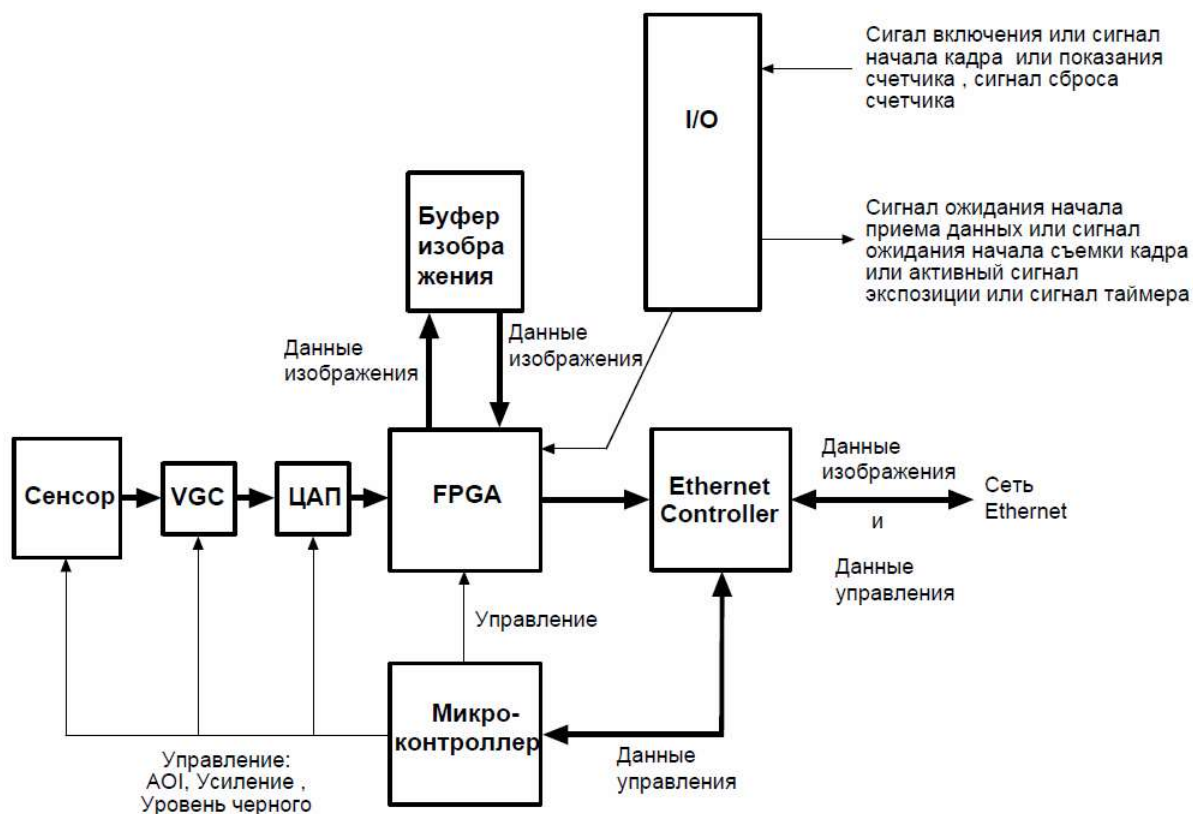 Сигал включения или сигнал
начала кадра или показания
счетчика , сигнал сброса
счетчика
I/O
Буфер
изобра
жения
Сигнал ожидания начала
приема данных или сигнал
ожидания начала съемки кадра
или активный сигнал
экспозиции или сигнал таймера
Данные
изображения
Данные
изображения
Сенсор
VGC
ЦАП
FPGA
Ethernet
Controller
Данные
изображения
и
Данные
управления
Сеть
Ethernet
Управление
Микро-
контроллер
Данные
управления
Управление:
AOI, Усиление ,
Уровень черного